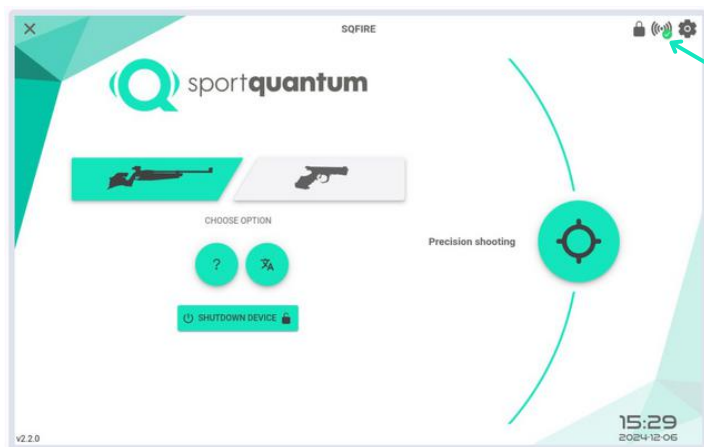 SQFIRE
sportquantum
CHOOSE OPTION
?
SHUTDOWN DEVICE
Precision shooting
v2.2.0
15:29
2024-12-06